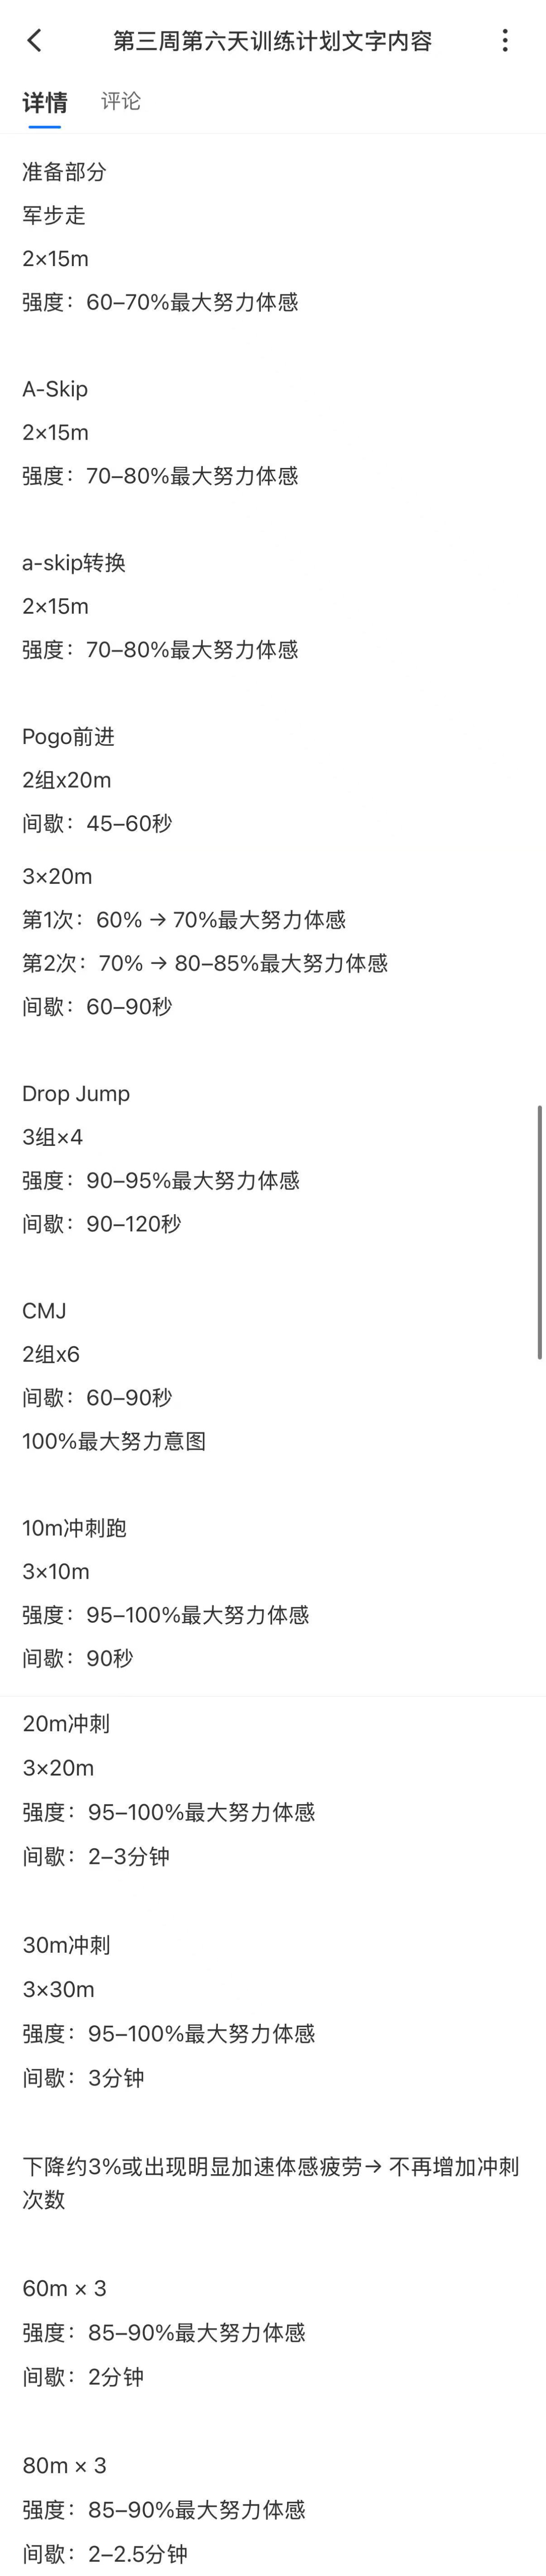 第三周第六天训练计划文字内容
详情 评论
准备部分
军步走
2×15m
强度：60–70%最大努力体感
A-Skip
2×15m
强度：70–80%最大努力体感
a-skip转换
2×15m
强度：70–80%最大努力体感
Pogo前进
2组x20m
间歇：45–60秒
3×20m
第1次：60% → 70%最大努力体感
第2次：70% → 80–85%最大努力体感
间歇：60–90秒
Drop Jump
3组×4
强度：90–95%最大努力体感
间歇：90–120秒
CMJ
2组x6
间歇：60–90秒
100%最大努力意图
10m冲刺跑
3×10m
强度：95–100%最大努力体感
间歇：90秒
20m冲刺
3×20m
强度：95–100%最大努力体感
间歇：2–3分钟
30m冲刺
3×30m
强度：95–100%最大努力体感
间歇：3分钟
下降约3%或出现明显加速体感疲劳→ 不再增加冲刺
次数
60m × 3
强度：85–90%最大努力体感
间歇：2分钟
80m × 3
强度：85–90%最大努力体感
间歇：2–2.5分钟